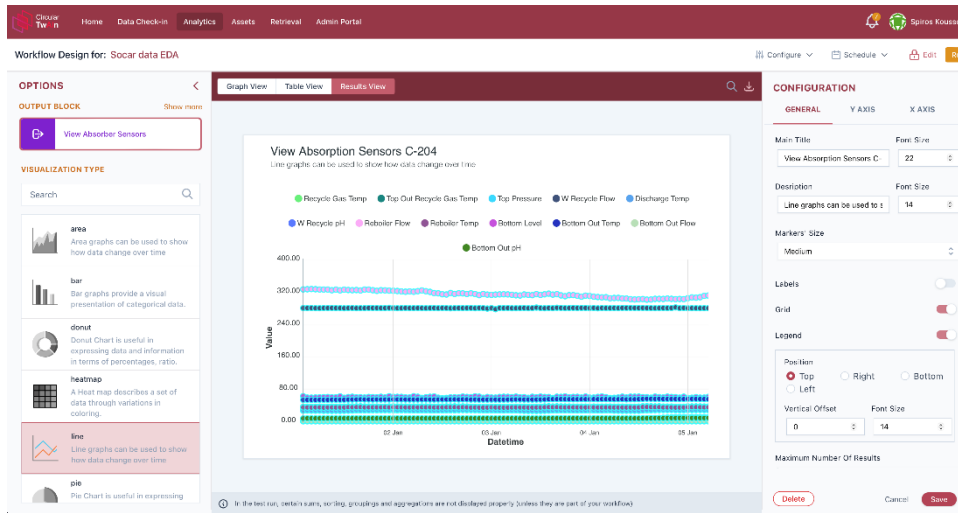 Circular
Tw n
Home Data Check-in Analytics Assets Retrieval Admin Portal
Spiros Kouss
Workflow Design for: Socar data EDA
Configure Schedule Edit
OPTIONS
OUTPUT BLOCK Show more
View Absorber Sensors
VISUALIZATION TYPE
Search
area
Area graphs can be used to show
how data change over time
bar
Bar graphs provide a visual
presentation of categorical data.
donut
Donut Chart is useful in
expressing data and information
in terms of percentages, ratio.
heatmap
A Heat map describes a set of
data through variations in
coloring.
line
Line graphs can be used to show
how data change over time
pie
Pie Chart is useful in expressing
Graph View Table View Results View
View Absorption Sensors C-204
Line graphs can be used to show how data change over time
Recycle Gas Temp Top Out Recycle Gas Temp Top Pressure W Recycle Flow Discharge Temp
W Recycle pH Reboiler Flow Reboiler Temp Bottom Level Bottom Out Temp Bottom Out Flow
Bottom Out pH
400.00
320.00
240.00
160.00
80.00
0.00
Value
02 Jan 03 Jan 04 Jan 05 Jan
Datetime
In the test run, certain sums, sorting, groupings and aggregations are not displayed properly (unless they are part of your workflow)
CONFIGURATION
GENERAL Y AXIS X AXIS
Main Title Font Size
View Absorption Sensors C- 22
Desription Font Size
Line graphs can be used to s 14
Markers' Size
Medium
Labels
Grid
Legend
Position
Top Right Bottom
Left
Vertical Offset Font Size
0 14
Maximum Number Of Results
Delete Cancel Save